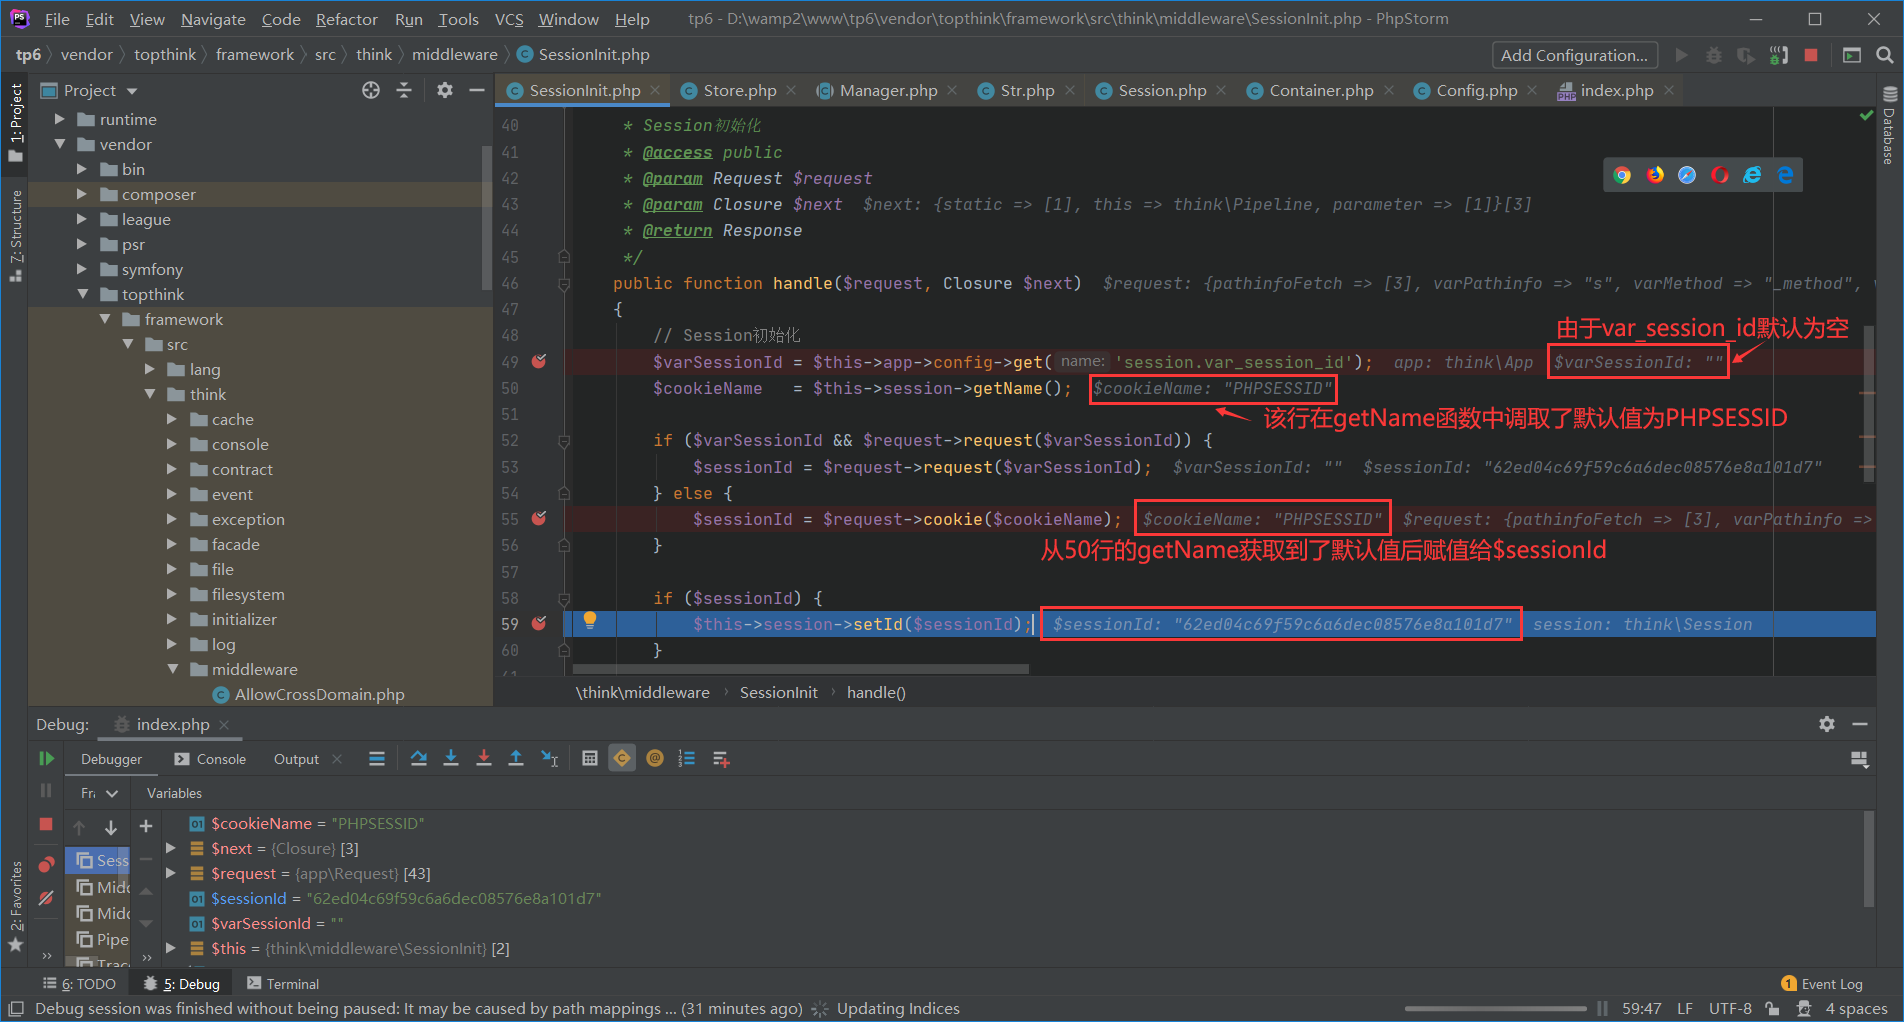 File Edit View Navigate Code Refactor Run Tools VCS Window Help tp6 - D:\wamp2\www\tp6\vendor\topthink\framework\src\think\middleware\SessionInit.php - PhpStorm
tp6 vendor topthink framework src think middleware SessionInit.php Add Configuration...
Project SessionInit.php Store.php Manager.php Str.php Session.php Container.php Config.php index.php
1: Project
7: Structure
2: Favorites
Database
runtime
vendor
bin
composer
league
psr
symfony
topthink
framework
src
lang
think
cache
console
contract
event
exception
facade
file
filesystem
initializer
log
middleware
AllowCrossDomain.php
40 * Session初始化
41 * @access public
42 * @param Request $request
43 * @param Closure $next $next: {static => [1], this => think\Pipeline, parameter => [1]}[3]
44 * @return Response
45 */
46 public function handle($request, Closure $next) $request: {pathinfoFetch => [3], varPathinfo => "s", varMethod => "_method",
47 {
48 // Session初始化
由于var_session_id默认为空
49 $varSessionId = $this->app->config->get( name: 'session.var_session_id'); app: think\App $varSessionId: ""
50 $cookieName = $this->session->getName(); $cookieName: "PHPSESSID"
51
该行在getName函数中调取了默认值为PHPSESSID
52 if ($varSessionId && $request->request($varSessionId)) {
53 $sessionId = $request->request($varSessionId); $varSessionId: "" $sessionId: "62ed04c69f59c6a6dec08576e8a101d7"
54 } else {
55 $sessionId = $request->cookie($cookieName); $cookieName: "PHPSESSID" $request: {pathinfoFetch => [3], varPathinfo =>
56 }
从50行的getName获取到了默认值后赋值给$sessionId
57
58 if ($sessionId) {
59 $this->session->setId($sessionId); $sessionId: "62ed04c69f59c6a6dec08576e8a101d7" session: think\Session
60 }
\think\middleware SessionInit handle()
Debug: index.php
Debugger Console Output
Fra Variables
$cookieName = "PHPSESSID"
$next = {Closure} [3]
$request = {app\Request} [43]
$sessionId = "62ed04c69f59c6a6dec08576e8a101d7"
$varSessionId = ""
$this = {think\middleware\SessionInit} [2]
Sess
Midd
Midd
Pipe
Trac
6: TODO 5: Debug Terminal 1 Event Log
Debug session was finished without being paused: It may be caused by path mappings ... (31 minutes ago) Updating Indices 59:47 LF UTF-8 4 spaces